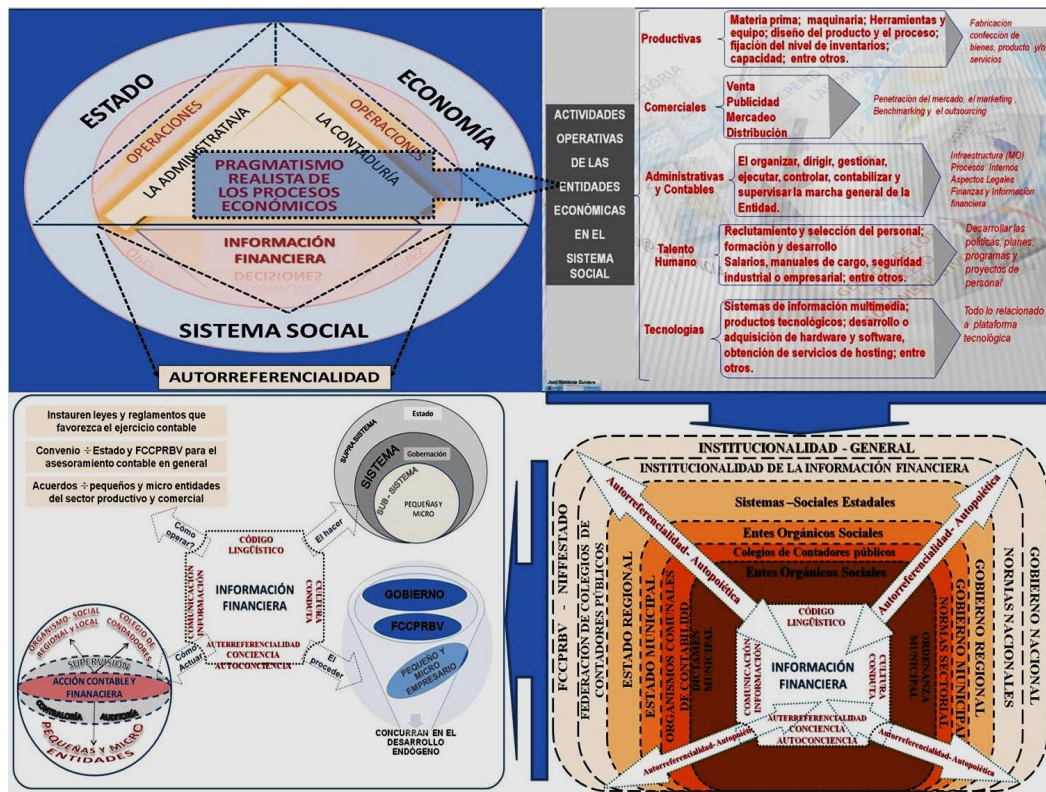 ESTADO
ECONOMÍA
OPERACIONES
OPERACIONES
LA ADMINISTRATAVA
LA CONTADURÍA
PRAGMATISMO
REALISTA DE
LOS PROCESOS
ECONÓMICOS
INFORMACIÓN
FINANCIERA
DECISIONES
SISTEMA SOCIAL
AUTORREFERENCIALIDAD
ACTIVIDADES
OPERATIVAS
DE LAS
ENTIDADES
ECONÓMICAS
EN EL
SISTEMA
SOCIAL
Productivas
Materia prima; maquinaria; Herramientas y
equipo; diseño del producto y el proceso;
fijación del nivel de inventarios;
capacidad; entre otros.
Fabricación
confección de
bienes, producto y/o
servicios
Comerciales
Venta
Publicidad
Mercadeo
Distribución
Penetración del mercado, el marketing ,
Benchmarking y el outsourcing
Administrativas
y Contables
El organizar, dirigir, gestionar,
ejecutar, controlar, contabilizar y
supervisar la marcha general de la
Entidad.
Infraestructura (MO)
Procesos Internos
Aspectos Legales
Finanzas y Información
financiera
Talento
Humano
Reclutamiento y selección del personal;
formación y desarrollo
Salarios, manuales de cargo, seguridad
industrial o empresarial; entre otros.
Desarrollar las
políticas, planes,
programas y
proyectos de
personal
Tecnologías
Sistemas de información multimedia;
productos tecnológicos; desarrollo o
adquisición de hardware y software,
obtención de servicios de hosting; entre
otros.
Todo lo relacionado
a plataforma
tecnológica
Instauren leyes y reglamentos que
favorezca el ejercicio contable
Convenio ÷ Estado y FCCPRBV para el
asesoramiento contable en general
Acuerdos ÷ pequeños y micro entidades
del sector productivo y comercial
SUPRASISTEMA
Estado
SISTEMA
Gobernación
SUB - SISTEMA
PEQUEÑAS Y
MICRO
Cómo
operar?
El hacer
CÓDIGO
LINGÜÍSTICO
COMUNICACIÓN
INFORMACIÓN
INFORMACIÓN
FINANCIERA
CULTURA
CONDUTA
AUTERREFERENCIALIDAD
CONCIENCIA
AUTOCONCIENCIA
Cómo
Actuar?
El
proceder
GOBIERNO
FCCPRBV
PEQUEÑO Y
MICRO
EMPRESARIO
CONCURRAN EN EL
DESARROLLO
ENDÓGENO
ORGANISMO- SOCIAL
REGIONAL y LOCAL
COLEGIO DE
CONDADORES
SUPERVISIÓN
ACCIÓN CONTABLE Y
FINANACIERA
CONTRALORÍA
AUDITORÍA
PEQUEÑAS Y MICRO
ENTIDADES
INSTITUCIONALIDAD - GENERAL
INSTITUCIONALIDAD DE LA INFORMACIÓN FINANCIERA
Sistemas –Sociales Estadales
Entes Orgánicos Sociales
Colegios de Contadores públicos
Entes Orgánicos Sociales
Autorreferencialidad- Autopoiética
Autorreferencialidad- Autopoiética
FCCPRBV - NIFFESTADO
FEDERACIÓN DE COLEGIOS DE
CONTADORES PÚBLICOS
ESTADO REGIONAL
ESTADO MUNICIPAL
ORGANISMOS COMUNALES
DE CONTABILIDAD
DICTAMEN
MUNICIPAL
CÓDIGO
LINGÜÍSTICO
COMUNICACIÓN
INFORMACIÓN
INFORMACIÓN
FINANCIERA
CULTURA
CONDUTA
AUTERREFERENCIALIDAD
CONCIENCIA
AUTOCONCIENCIA
ORDENANZA
MUNICIPAL
NORMAS SECTORIAL
GOBIERNO MUNICIPAL
GOBIERNO REGIONAL
NORMAS NACIONALES
GOBIERNO NACIONAL
Autorreferencialidad- Autopoiética
Autorreferencialidad- Autopoiética